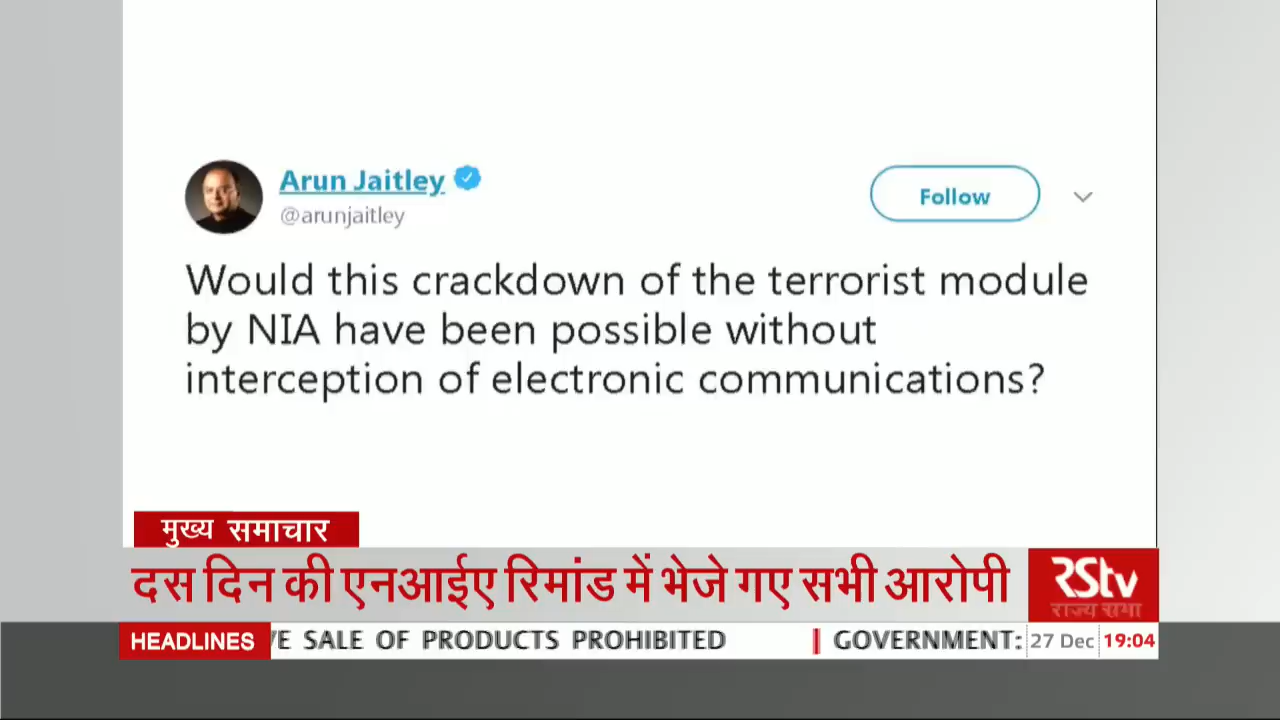 Arun Jaitley
@arunjaitley
Follow
Would this crackdown of the terrorist module
by NIA have been possible without
interception of electronic communications?
मुख्य समाचार
दस दिन की एनआईए रिमांड में भेजे गए सभी आरोपी
RStv
राज्य सभा
HEADLINES
SALE OF PRODUCTS PROHIBITED
GOVERNMENT:
27 Dec
19:04